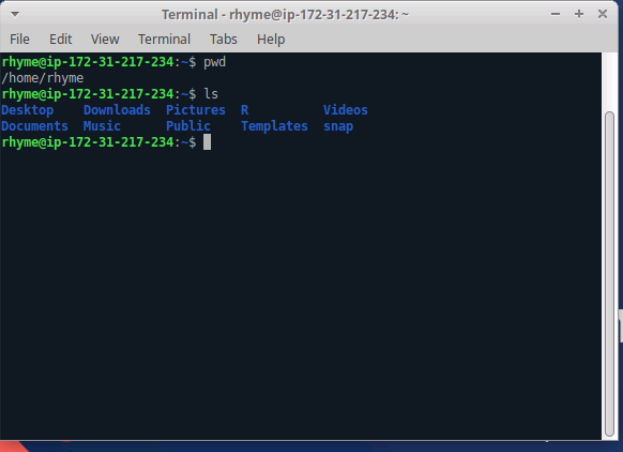 Terminal - rhyme@ip-172-31-217-234: ~
File Edit View Terminal Tabs Help
rhyme@ip-172-31-217-234:~$ pwd
/home/rhyme
rhyme@ip-172-31-217-234:~$ ls
Desktop Downloads Pictures R Videos
Documents Music Public Templates snap
rhyme@ip-172-31-217-234:~$